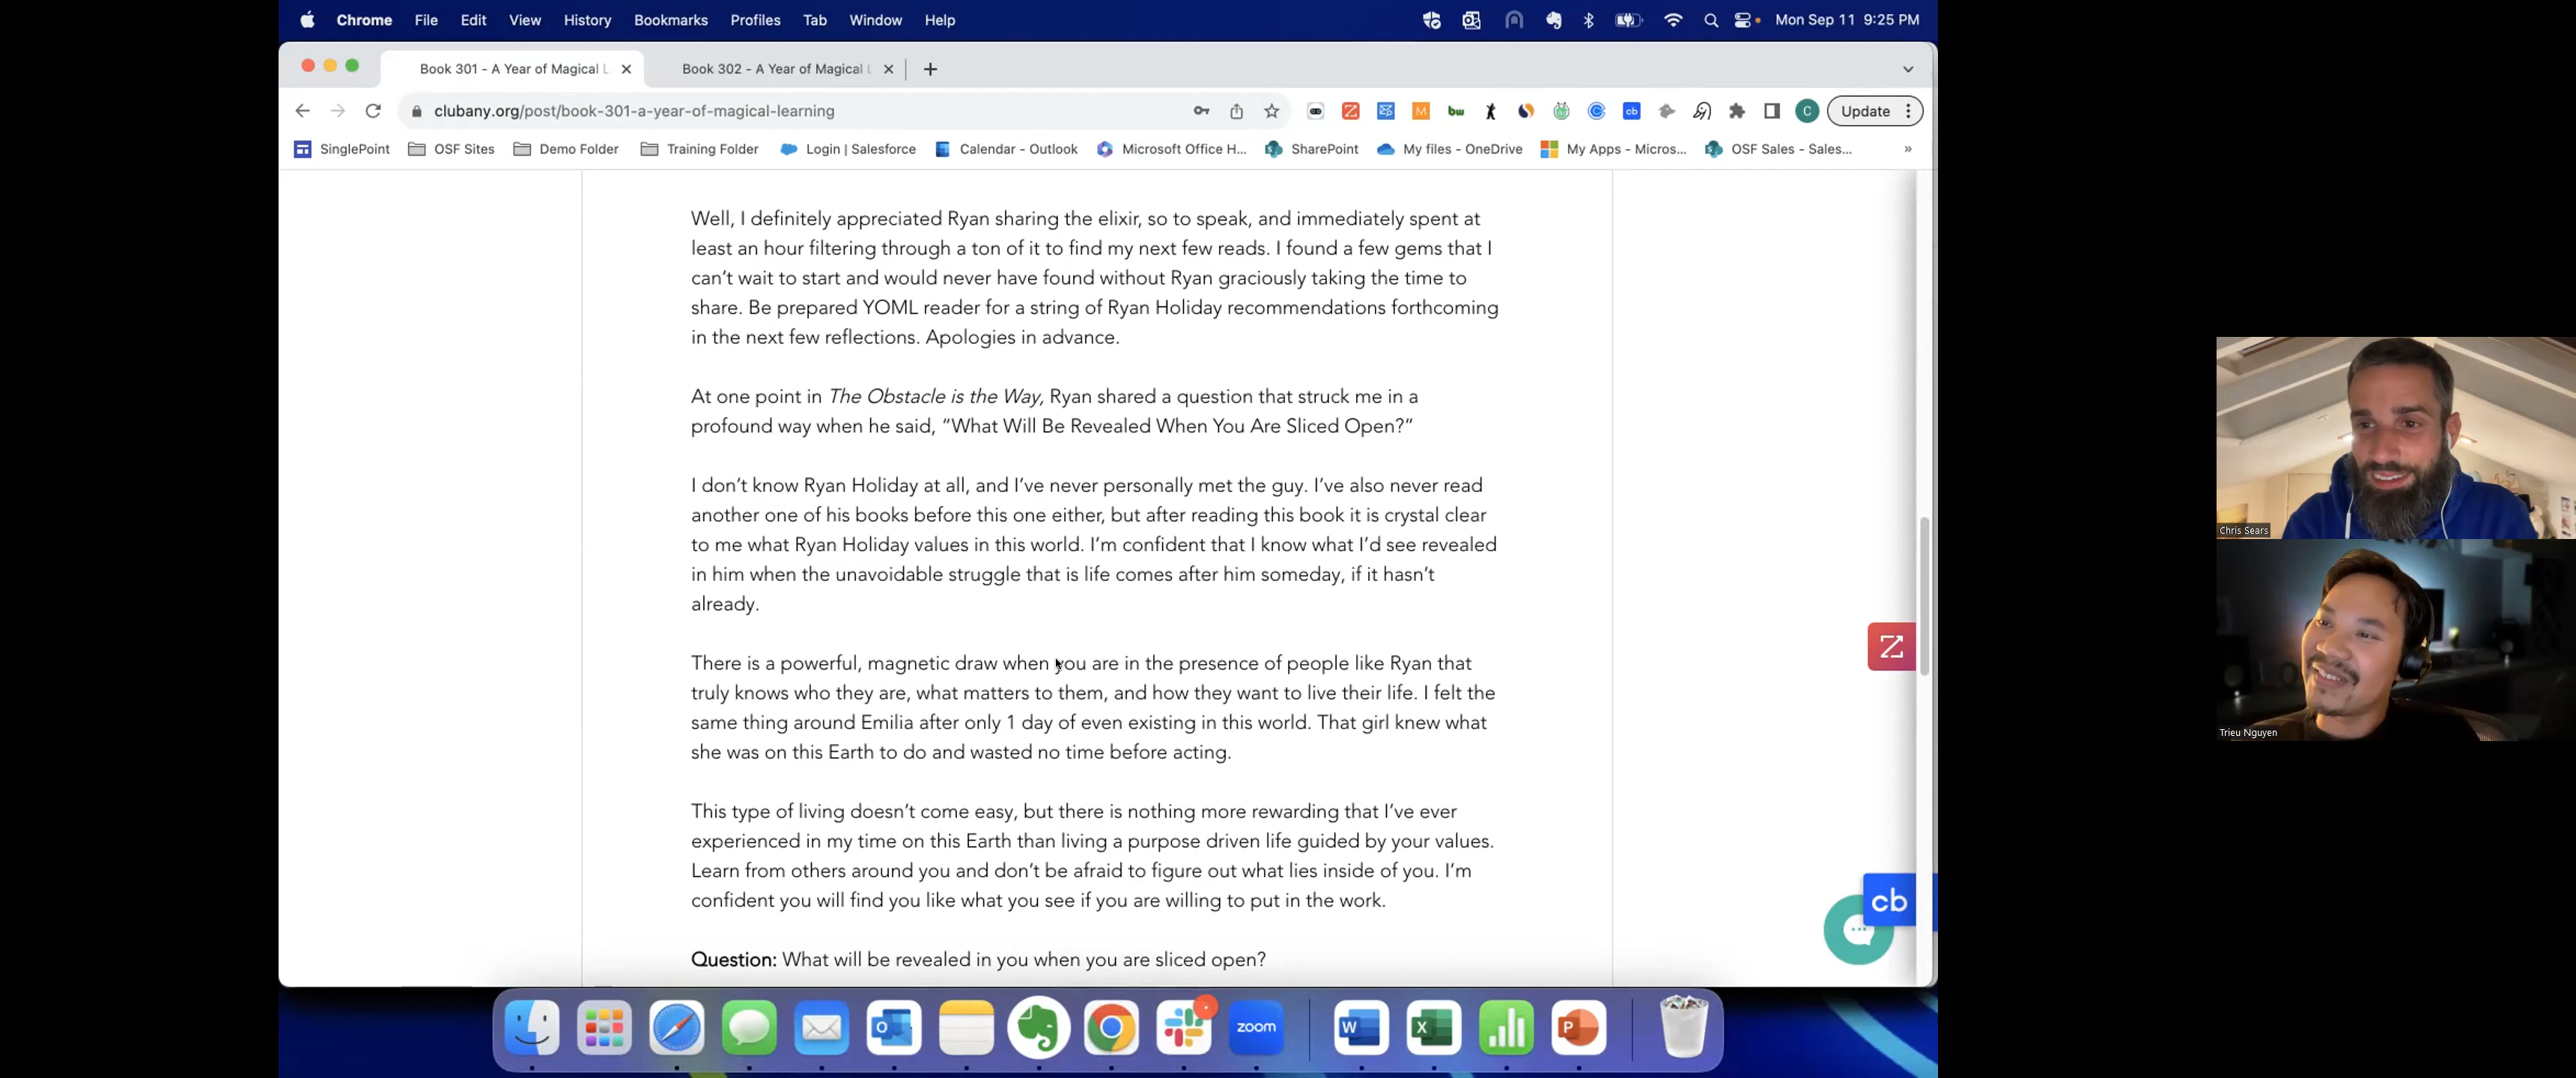 Chrome File Edit View History Bookmarks Profiles Tab Window Help Mon Sep 11 9:25 PM
Book 301 - A Year of Magical L Book 302 - A Year of Magical L
clubany.org/post/book-301-a-year-of-magical-learning M bw cb C Update
SinglePoint OSF Sites Demo Folder Training Folder Login | Salesforce Calendar - Outlook Microsoft Office H... SharePoint My files - OneDrive My Apps - Micros... OSF Sales - Sales... »
Well, I definitely appreciated Ryan sharing the elixir, so to speak, and immediately spent at
least an hour filtering through a ton of it to find my next few reads. I found a few gems that I
can't wait to start and would never have found without Ryan graciously taking the time to
share. Be prepared YOML reader for a string of Ryan Holiday recommendations forthcoming
in the next few reflections. Apologies in advance.
At one point in The Obstacle is the Way, Ryan shared a question that struck me in a
profound way when he said, “What Will Be Revealed When You Are Sliced Open?”
I don't know Ryan Holiday at all, and I've never personally met the guy. I've also never read
another one of his books before this one either, but after reading this book it is crystal clear
to me what Ryan Holiday values in this world. I'm confident that I know what I'd see revealed
in him when the unavoidable struggle that is life comes after him someday, if it hasn't
already.
There is a powerful, magnetic draw when you are in the presence of people like Ryan that
truly knows who they are, what matters to them, and how they want to live their life. I felt the
same thing around Emilia after only 1 day of even existing in this world. That girl knew what
she was on this Earth to do and wasted no time before acting.
This type of living doesn't come easy, but there is nothing more rewarding that I've ever
experienced in my time on this Earth than living a purpose driven life guided by your values.
Learn from others around you and don't be afraid to figure out what lies inside of you. I'm
confident you will find you like what you see if you are willing to put in the work.
Question: What will be revealed in you when you are sliced open?
cb
Chris Sears
Trieu Nguyen
O zoom W X P